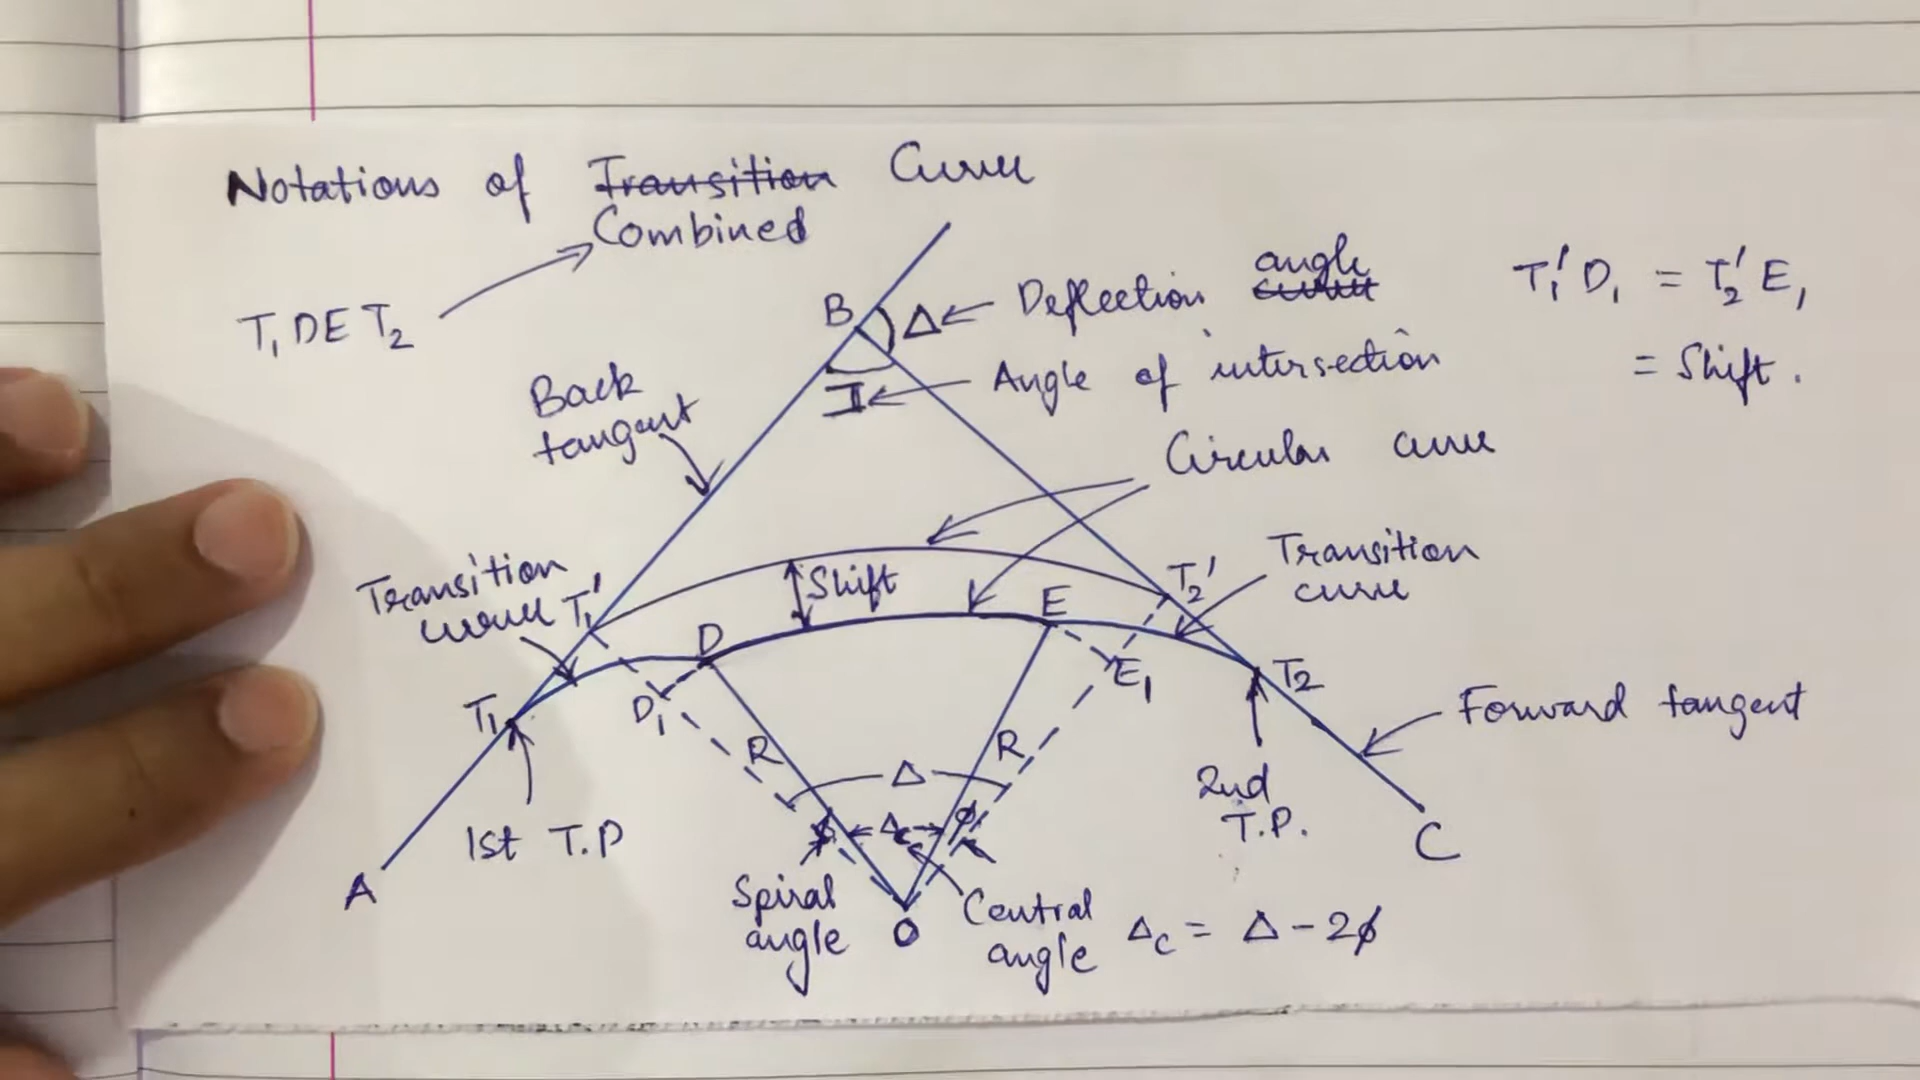 Notations of Transition Curve
Combined
T₁DET₂
B
Δ
Deflection angle
curve
T₁'D₁ = T₂'E₁
= Shift.
I
Angle of intersection
Back
tangent
Circular curve
Transition
curve
T₁'
Shift
T₂'
Transition
curve
D
E
T₁
D₁
E₁
T₂
R
R
Forward tangent
1st T.P
Δ
2nd
T.P.
ϕ
Δc
ϕ
A
C
Spiral
angle
O
Central
angle
Δc = Δ - 2ϕ